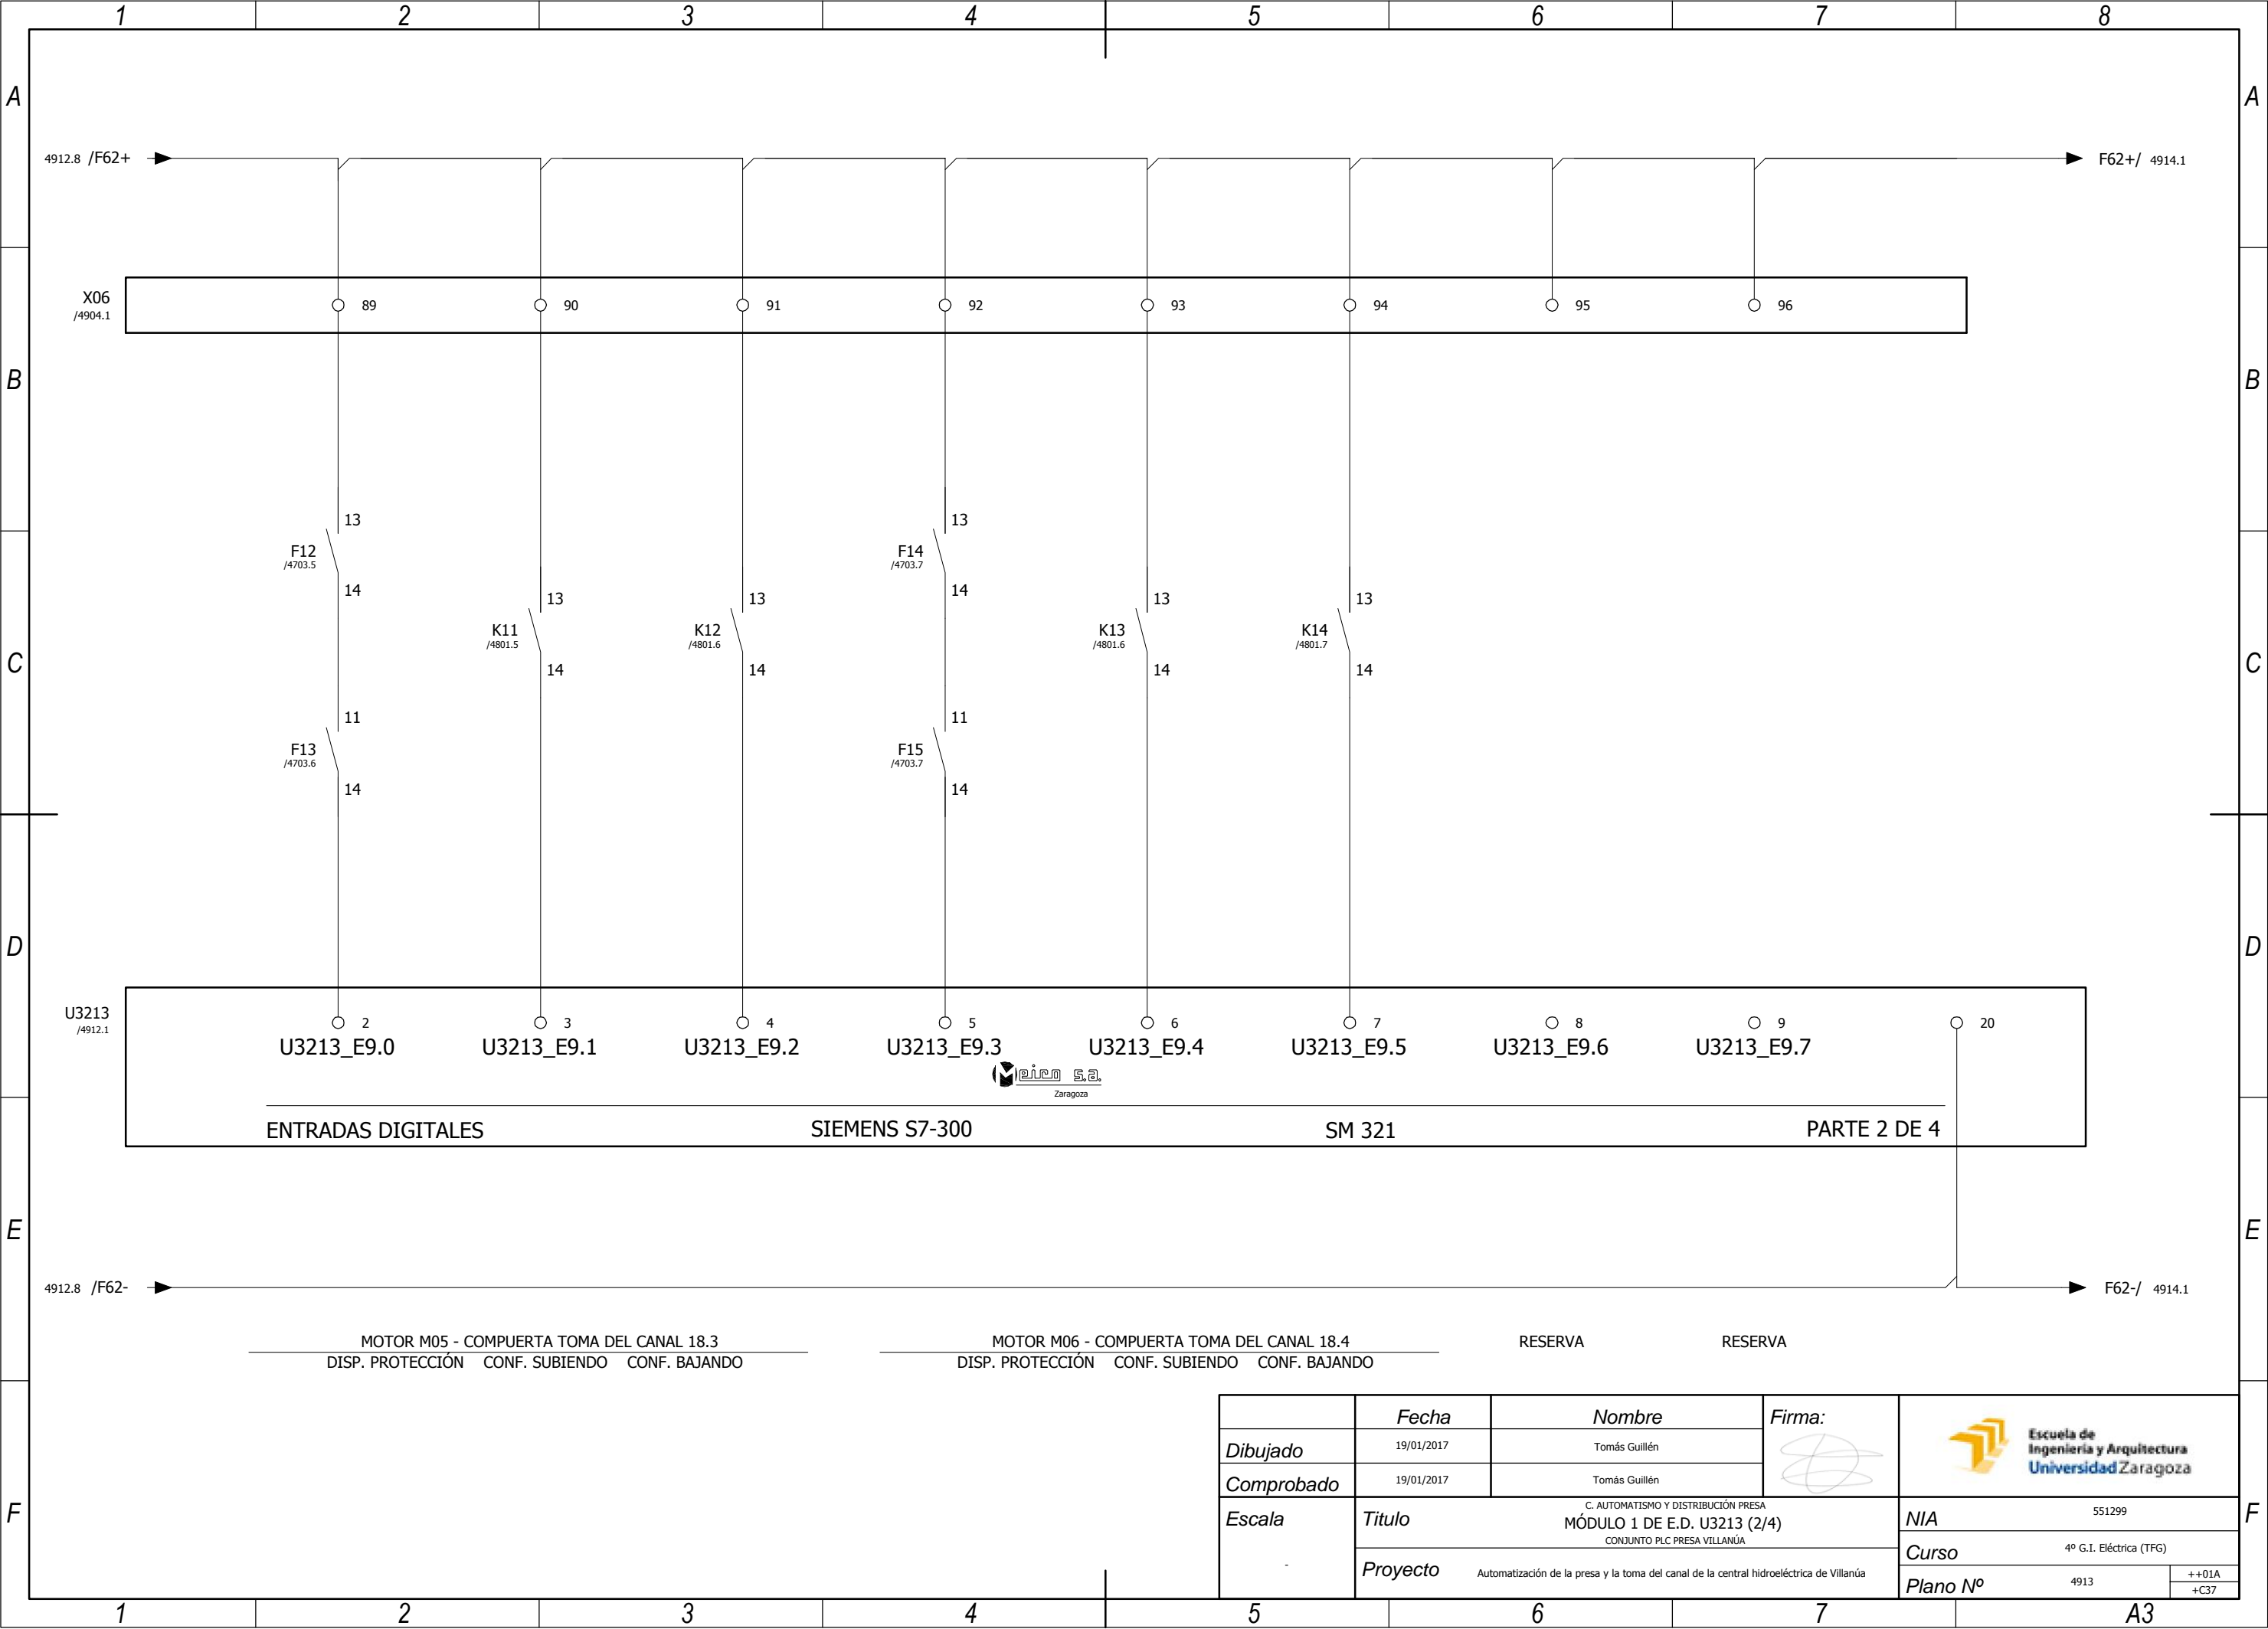 1 2 3 4 5 6 7 8
A A
4912.8 /F62+ F62+/ 4914.1
X06
/4904.1
89 90 91 92 93 94 95 96
B B
13 13
F12 F14
/4703.5 /4703.7
14 14
13 13 13 13
K11 K12 K13 K14
/4801.5 /4801.6 /4801.6 /4801.7
14 14 14 14
C C
11 11
F13 F15
/4703.6 /4703.7
14 14
D D
U3213
/4912.1
2 3 4 5 6 7 8 9 20
U3213_E9.0 U3213_E9.1 U3213_E9.2 U3213_E9.3 U3213_E9.4 U3213_E9.5 U3213_E9.6 U3213_E9.7
Meico s.a.
Zaragoza
ENTRADAS DIGITALES SIEMENS S7-300 SM 321 PARTE 2 DE 4
E E
4912.8 /F62- F62-/ 4914.1
MOTOR M05 - COMPUERTA TOMA DEL CANAL 18.3 MOTOR M06 - COMPUERTA TOMA DEL CANAL 18.4 RESERVA RESERVA
DISP. PROTECCIÓN CONF. SUBIENDO CONF. BAJANDO DISP. PROTECCIÓN CONF. SUBIENDO CONF. BAJANDO
Fecha Nombre Firma:
Dibujado 19/01/2017 Tomás Guillén
Comprobado 19/01/2017 Tomás Guillén
Escuela de
Ingeniería y Arquitectura
Universidad Zaragoza
F F
Escala -
Titulo
C. AUTOMATISMO Y DISTRIBUCIÓN PRESA
MÓDULO 1 DE E.D. U3213 (2/4)
CONJUNTO PLC PRESA VILLANÚA
Proyecto Automatización de la presa y la toma del canal de la central hidroeléctrica de Villanúa
NIA 551299
Curso 4º G.I. Eléctrica (TFG)
Plano Nº 4913
++01A
+C37
1 2 3 4 5 6 7 A3